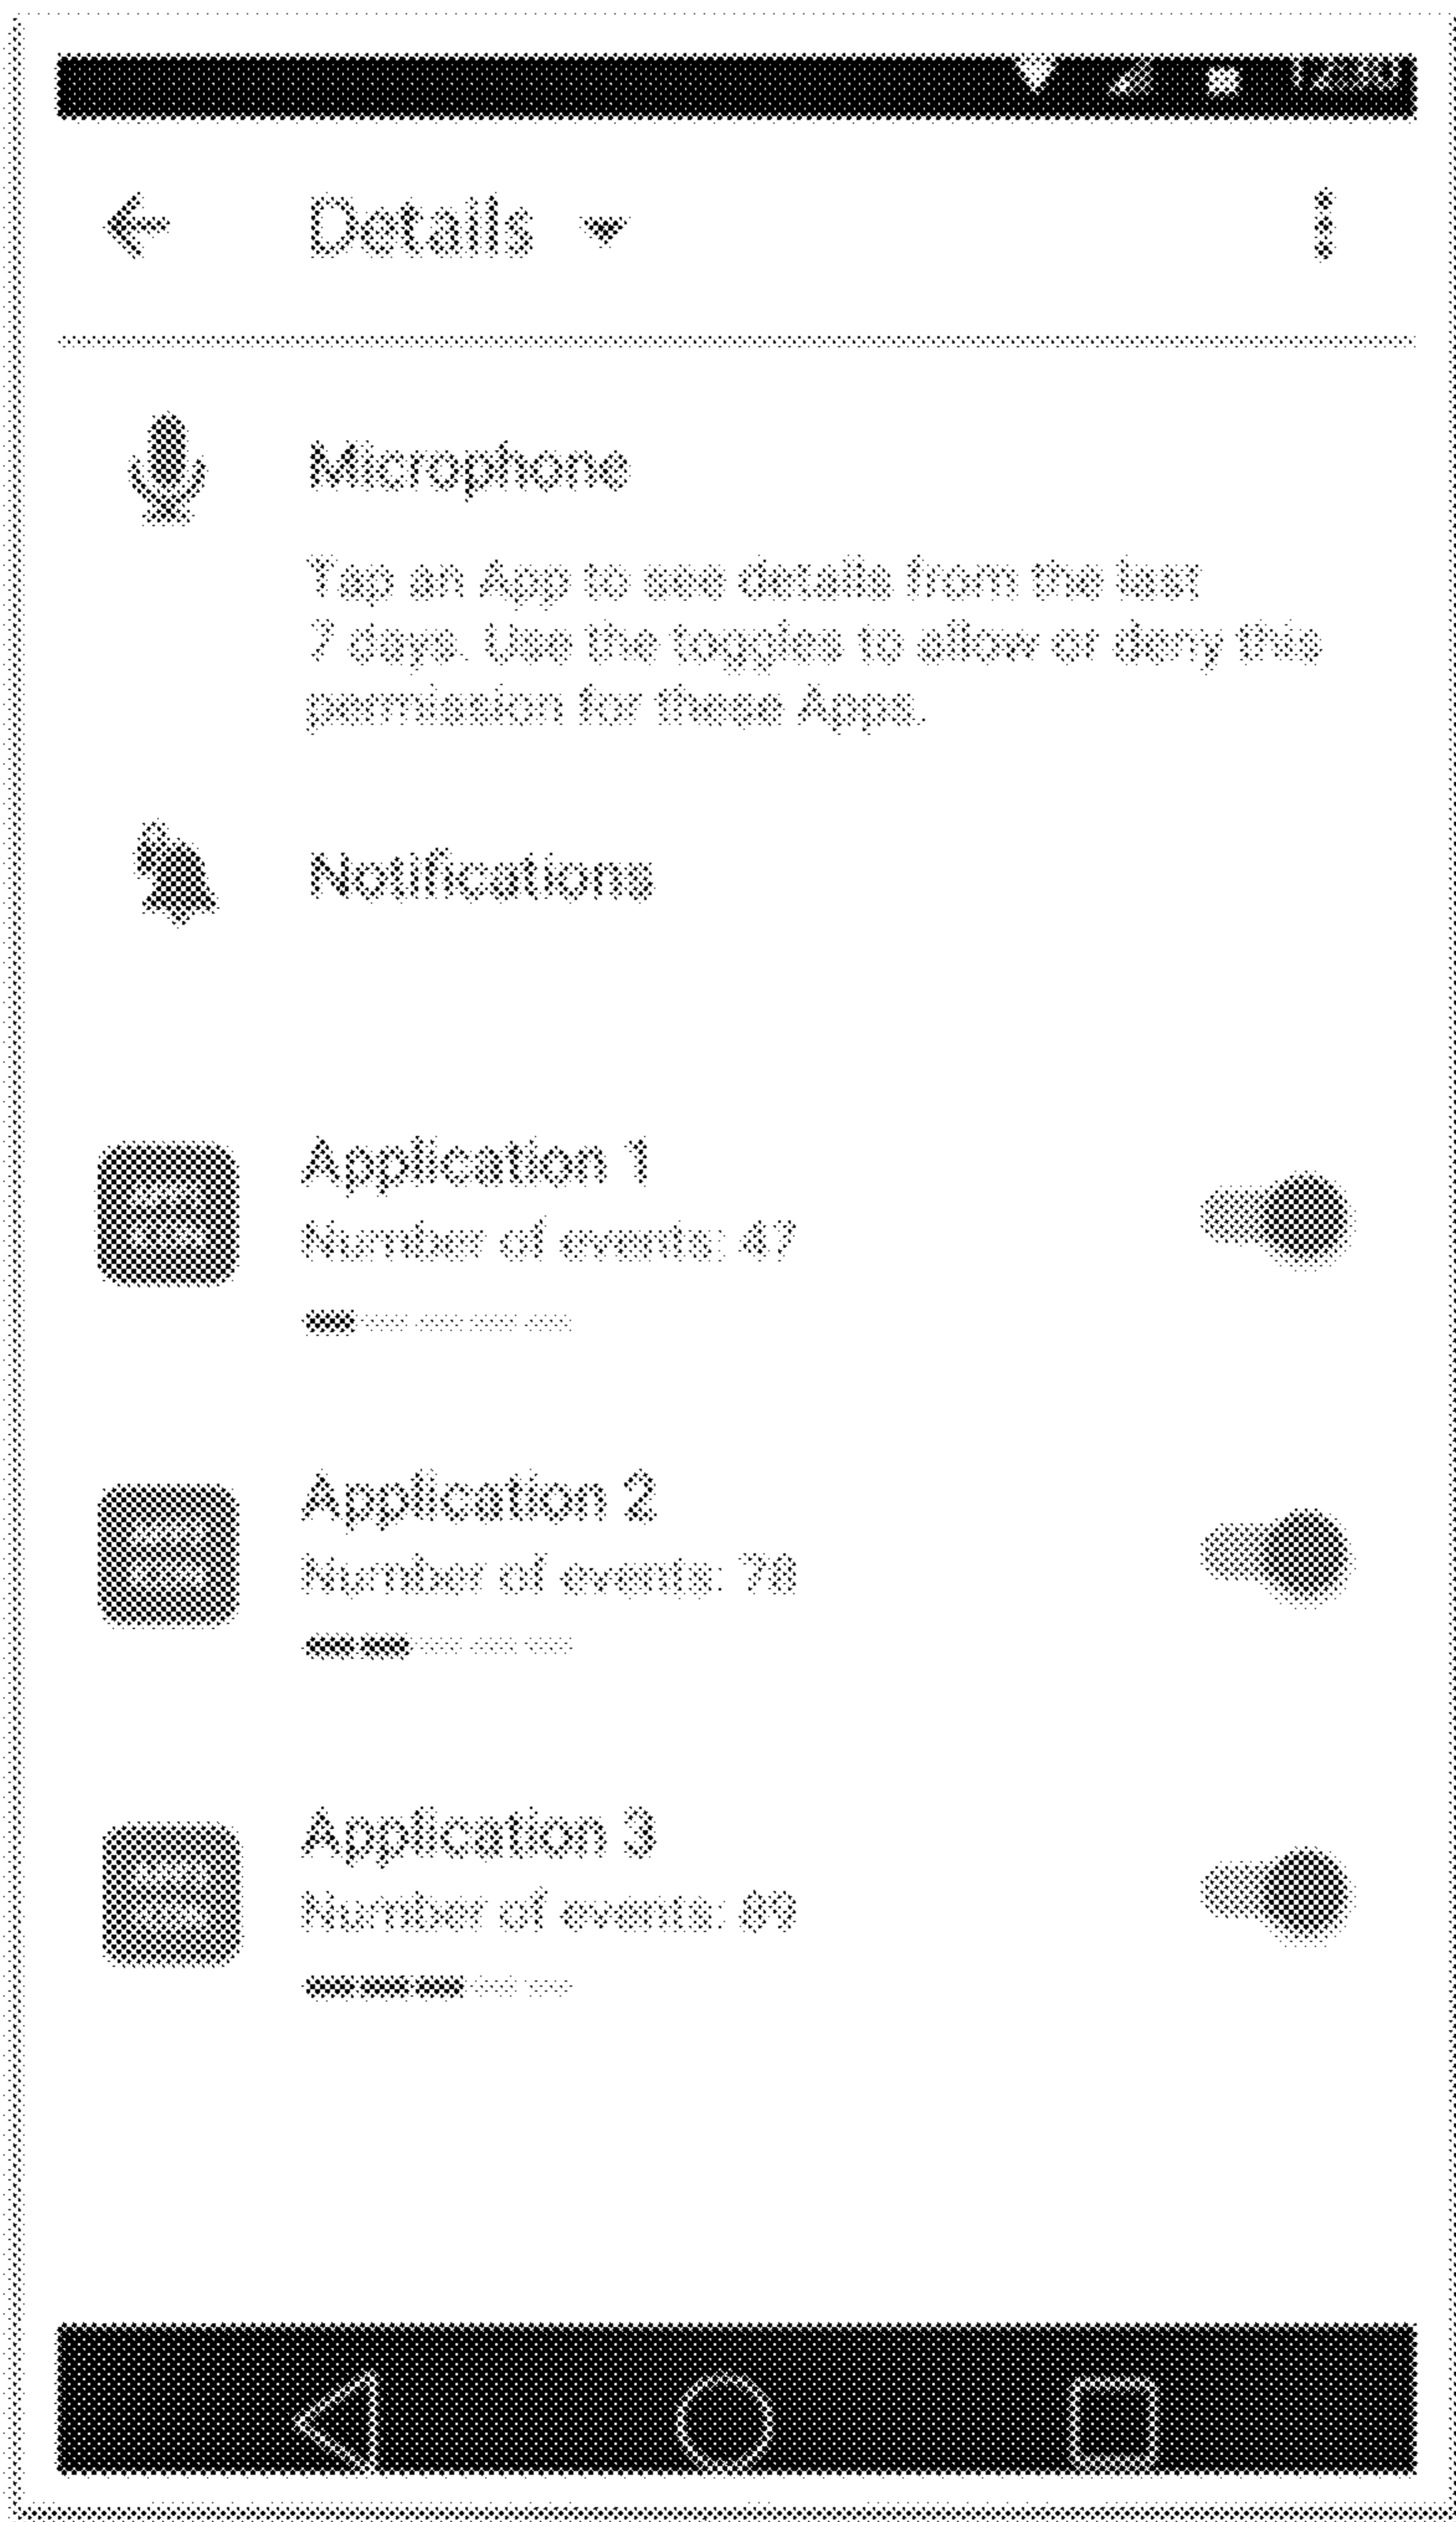 Details
Microphone
Tap an App to see details from the last
7 days. Use the toggles to allow or deny this
permission for these Apps.
Notifications
Application 1
Number of events: 47
Application 2
Number of events: 78
Application 3
Number of events: 89